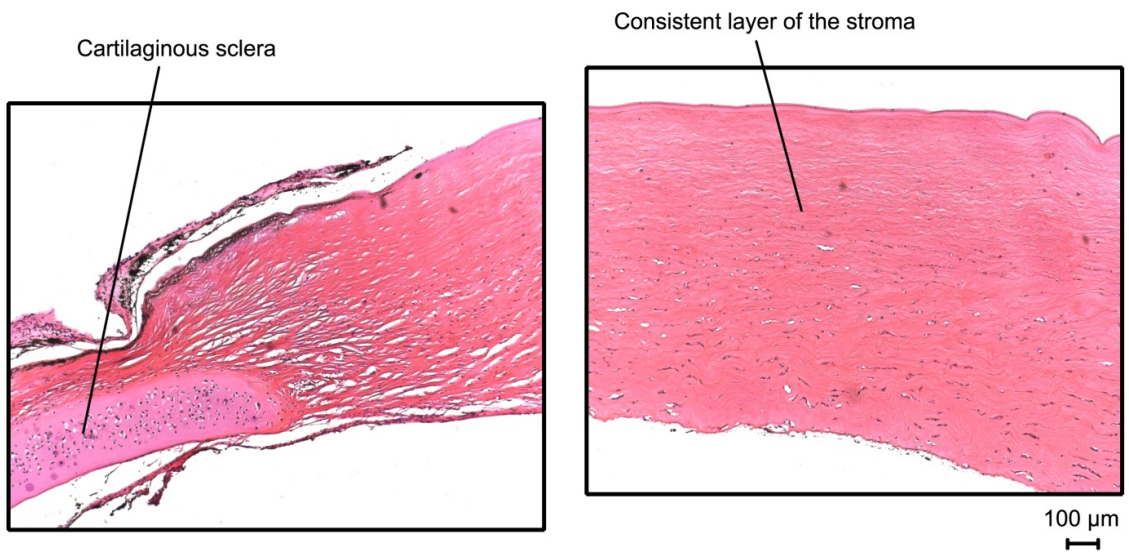 Cartilaginous sclera
Consistent layer of the stroma
100 µm